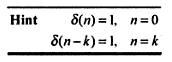 Hint δ(n)=1, n=0
δ(n-k)=1, n=k